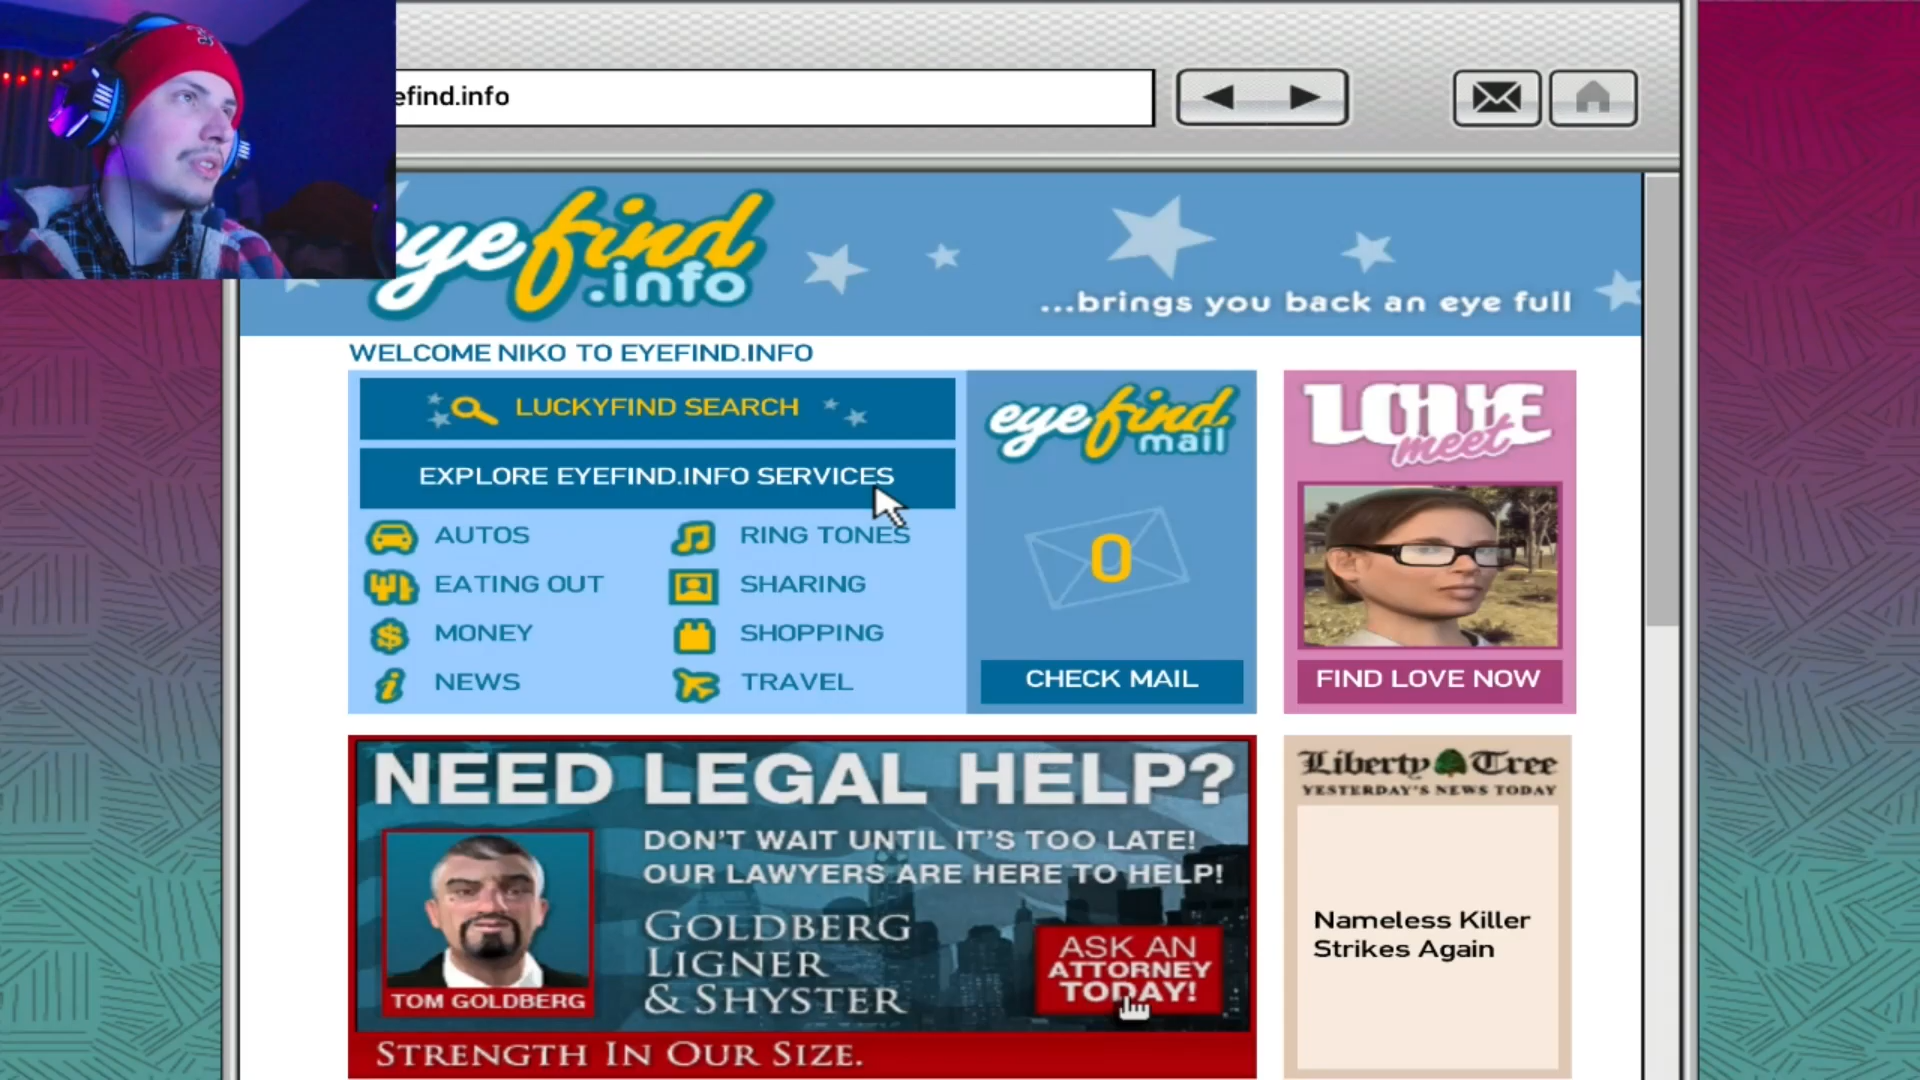 efind.info
eyefind
.info
...brings you back an eye full
WELCOME NIKO TO EYEFIND.INFO
LUCKYFIND SEARCH
EXPLORE EYEFIND.INFO SERVICES
AUTOS
RING TONES
EATING OUT
SHARING
MONEY
SHOPPING
NEWS
TRAVEL
eyefind
mail
0
CHECK MAIL
LOVE
meet
FIND LOVE NOW
NEED LEGAL HELP?
DON'T WAIT UNTIL IT'S TOO LATE!
OUR LAWYERS ARE HERE TO HELP!
GOLDBERG
LIGNER
& SHYSTER
TOM GOLDBERG
ASK AN
ATTORNEY
TODAY!
STRENGTH IN OUR SIZE.
Liberty Tree
YESTERDAY'S NEWS TODAY
Nameless Killer
Strikes Again